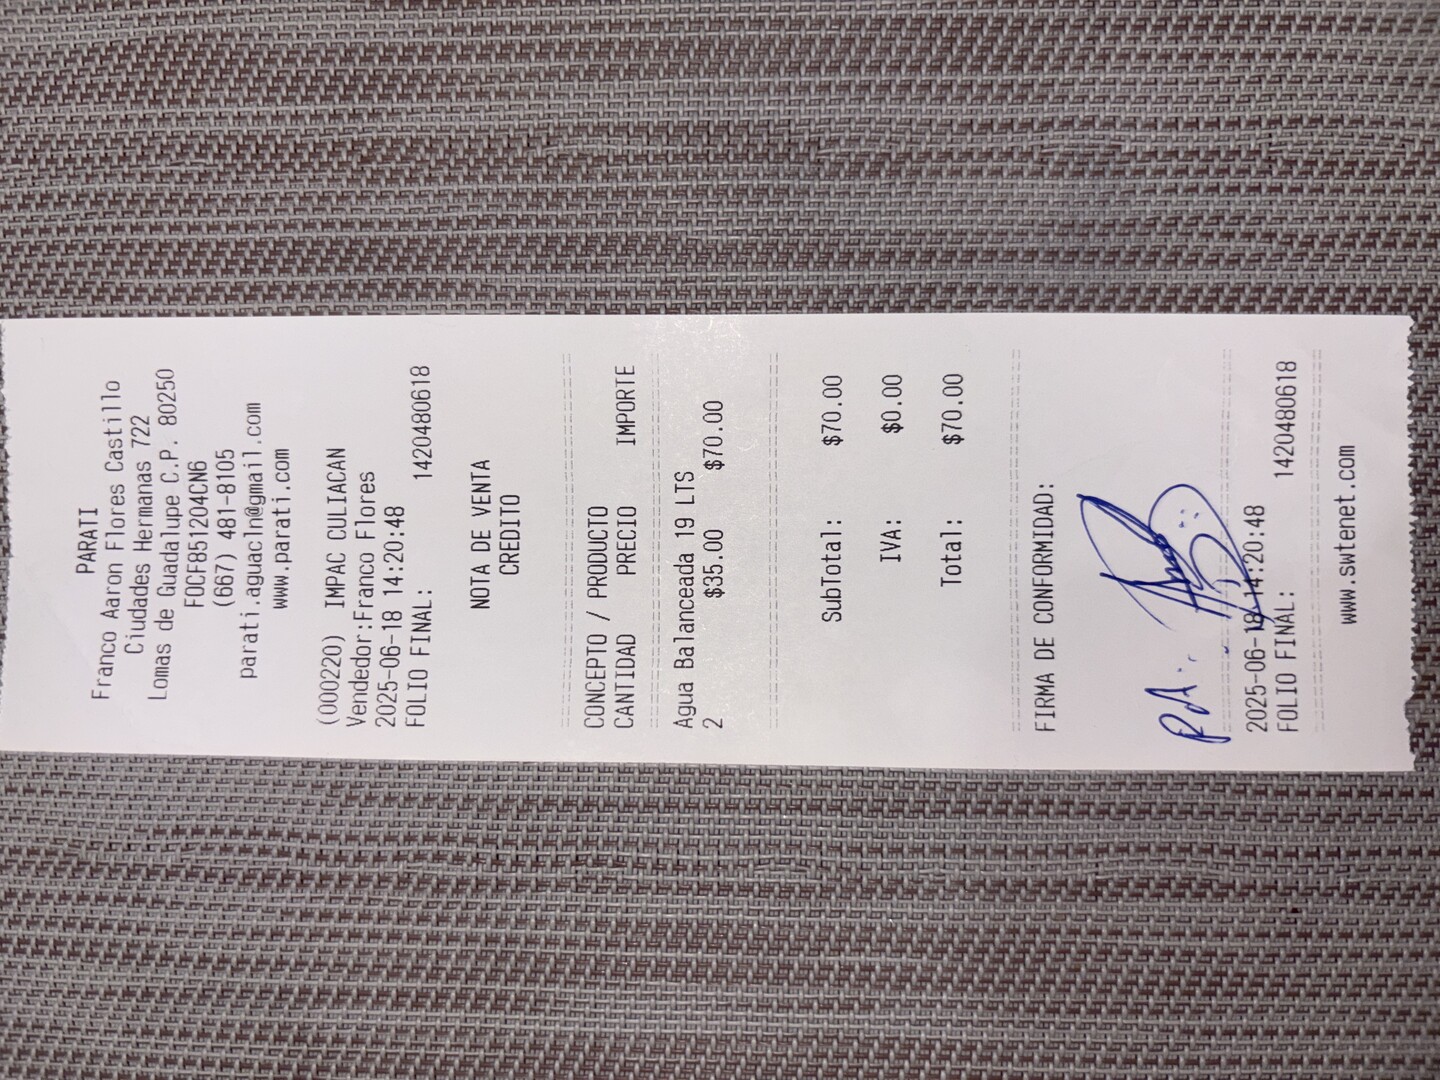 PARATI
Franco Aaron Flores Castillo
Ciudades Hermanas 722
Lomas de Guadalupe C.P. 80250
FOCF851204CN6
(667) 481-8105
parati.aguacln@gmail.com
www.parati.com
(000220) IMPAC CULIACAN
Vendedor:Franco Flores
2025-06-18 14:20:48
FOLIO FINAL: 1420480618
NOTA DE VENTA
CREDITO
CONCEPTO / PRODUCTO
CANTIDAD PRECIO IMPORTE
Agua Balanceada 19 LTS
2 $35.00 $70.00
SubTotal: $70.00
IVA: $0.00
Total: $70.00
FIRMA DE CONFORMIDAD:
2025-06-18 14:20:48
FOLIO FINAL: 1420480618
www.swtenet.com